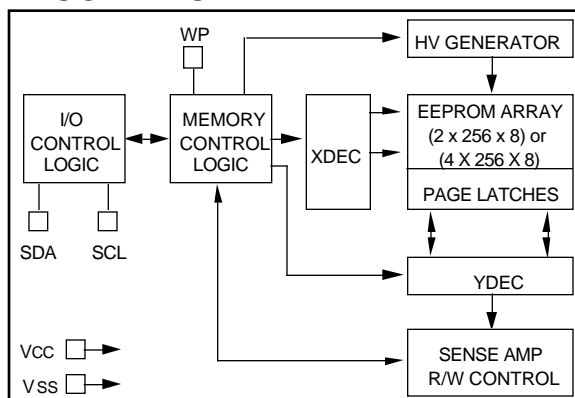 WP
HV GENERATOR
I/O
CONTROL
LOGIC
MEMORY
CONTROL
LOGIC
XDEC
EEPROM ARRAY
(2 x 256 x 8) or
(4 X 256 X 8)
PAGE LATCHES
SDA
SCL
YDEC
VCC
VSS
SENSE AMP
R/W CONTROL